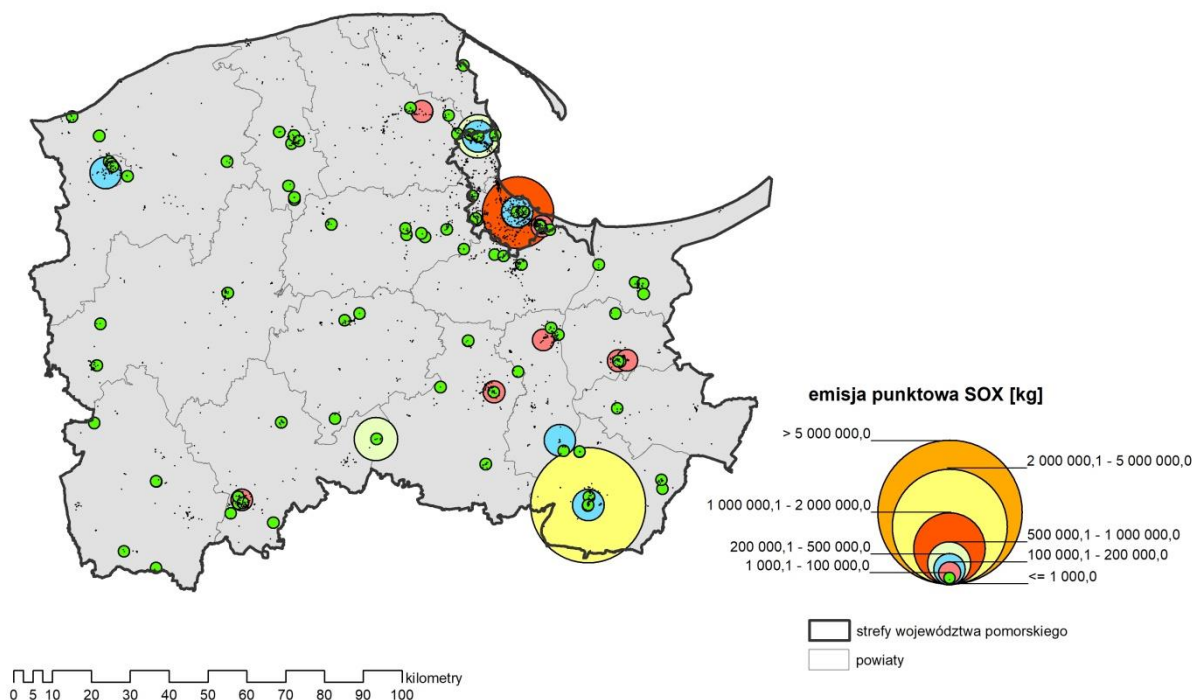 emisja punktowa SOX [kg]
> 5 000 000,0
2 000 000,1 - 5 000 000,0
1 000 000,1 - 2 000 000,0
500 000,1 - 1 000 000,0
200 000,1 - 500 000,0
100 000,1 - 200 000,0
1 000,1 - 100 000,0
<= 1 000,0
strefy województwa pomorskiego
powiaty
kilometry
0 5 10 20 30 40 50 60 70 80 90 100